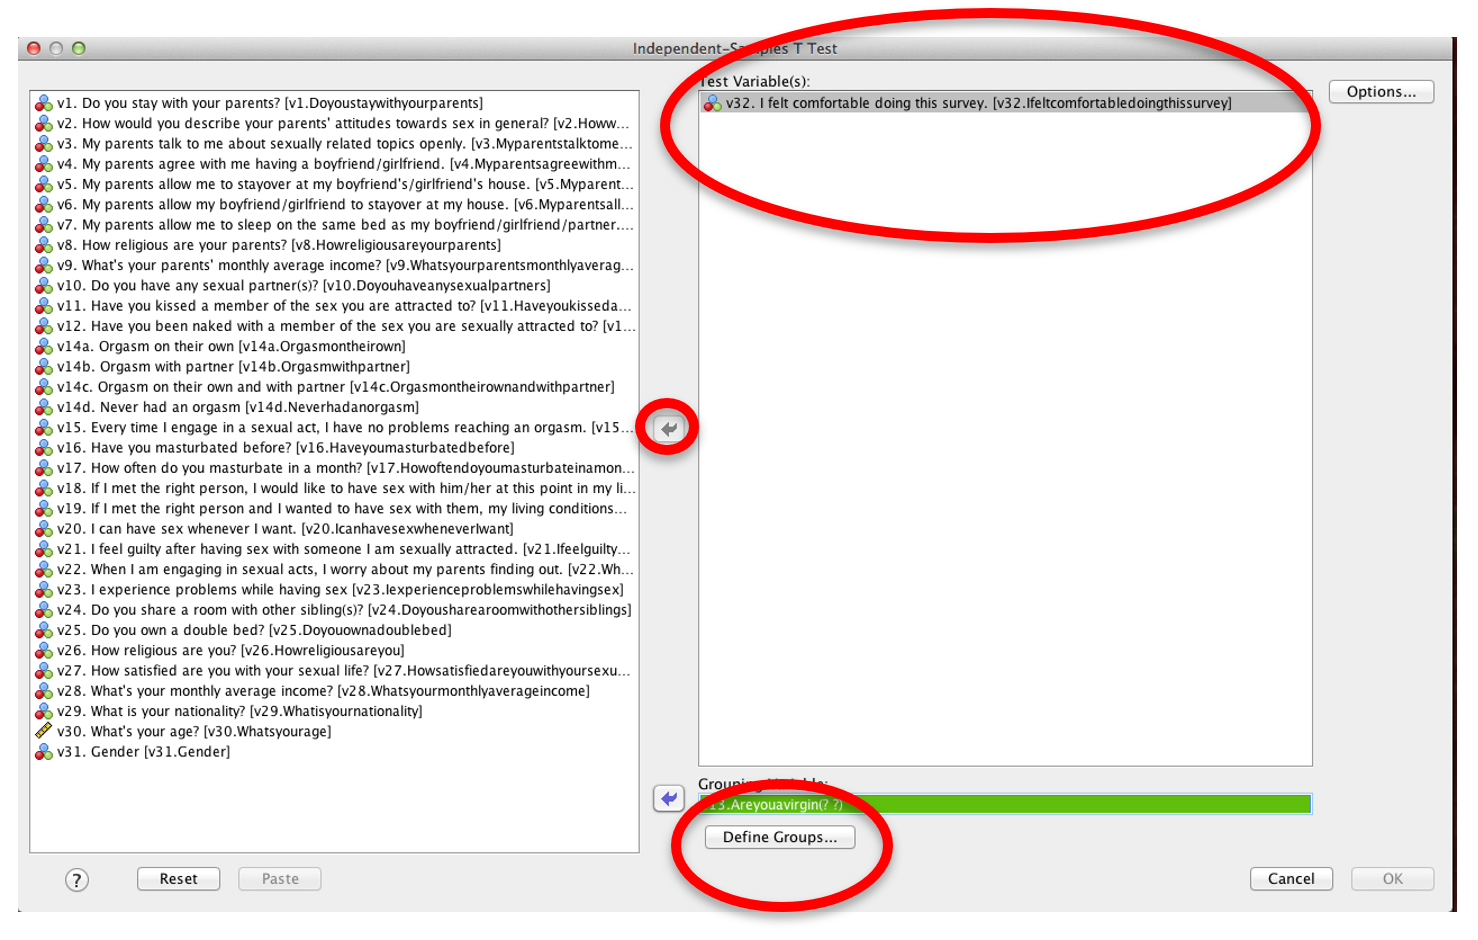 Independent-Samples T Test
Test Variable(s):
v1. Do you stay with your parents? [v1.Doyoustaywithyourparents]
v2. How would you describe your parents' attitudes towards sex in general? [v2.Howw...
v3. My parents talk to me about sexually related topics openly. [v3.Myparentstalktome...
v4. My parents agree with me having a boyfriend/girlfriend. [v4.Myparentsagreewithm...
v5. My parents allow me to stayover at my boyfriend's/girlfriend's house. [v5.Myparent...
v6. My parents allow my boyfriend/girlfriend to stayover at my house. [v6.Myparentsall...
v7. My parents allow me to sleep on the same bed as my boyfriend/girlfriend/partner....
v8. How religious are your parents? [v8.Howreligiousareyourparents]
v9. What's your parents' monthly average income? [v9.Whatsyourparentsmonthlyaverag...
v10. Do you have any sexual partner(s)? [v10.Doyouhaveanysexualpartners]
v11. Have you kissed a member of the sex you are attracted to? [v11.Haveyoukisseda...
v12. Have you been naked with a member of the sex you are sexually attracted to? [v1...
v14a. Orgasm on their own [v14a.Orgasmontheirown]
v14b. Orgasm with partner [v14b.Orgasmwithpartner]
v14c. Orgasm on their own and with partner [v14c.Orgasmontheirownandwithpartner]
v14d. Never had an orgasm [v14d.Neverhadanorgasm]
v15. Every time I engage in a sexual act, I have no problems reaching an orgasm. [v15...
v16. Have you masturbated before? [v16.Haveyoumasturbatedbefore]
v17. How often do you masturbate in a month? [v17.Howoftendoyoumasturbateinamon...
v18. If I met the right person, I would like to have sex with him/her at this point in my li...
v19. If I met the right person and I wanted to have sex with them, my living conditions...
v20. I can have sex whenever I want. [v20.IcanhavesexwheneverIwant]
v21. I feel guilty after having sex with someone I am sexually attracted. [v21.Ifeelguilty...
v22. When I am engaging in sexual acts, I worry about my parents finding out. [v22.Wh...
v23. I experience problems while having sex [v23.Iexperienceproblemswhilehavingsex]
v24. Do you share a room with other sibling(s)? [v24.Doyousharearoomwithothersiblings]
v25. Do you own a double bed? [v25.Doyouownadoublebed]
v26. How religious are you? [v26.Howreligiousareyou]
v27. How satisfied are you with your sexual life? [v27.Howsatisfiedareyouwithyoursexu...
v28. What's your monthly average income? [v28.Whatsyourmonthlyaverageincome]
v29. What is your nationality? [v29.Whatisyournationality]
v30. What's your age? [v30.Whatsyourage]
v31. Gender [v31.Gender]
v32. I felt comfortable doing this survey. [v32.Ifeltcomfortabledoingthissurvey]
Options...
Grouping Variable:
13.Areyouavirgin(? ?)
Define Groups...
?
Reset
Paste
Cancel
OK